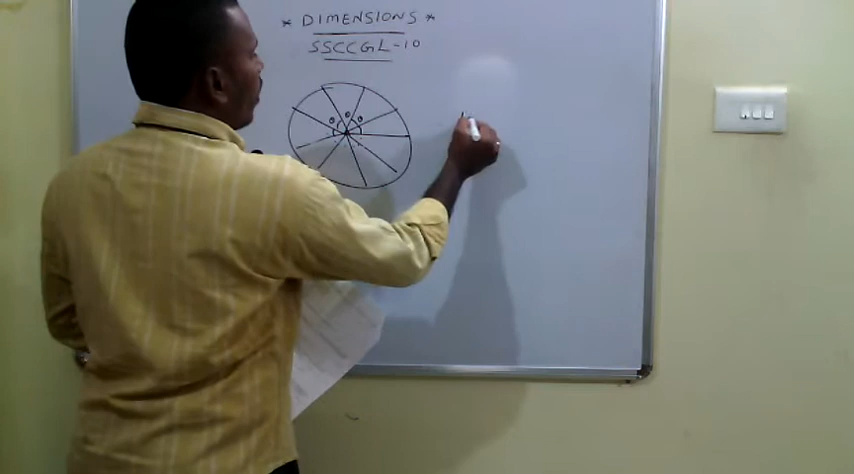 * DIMENSIONS *
SSCCGL-10
θ θ θ